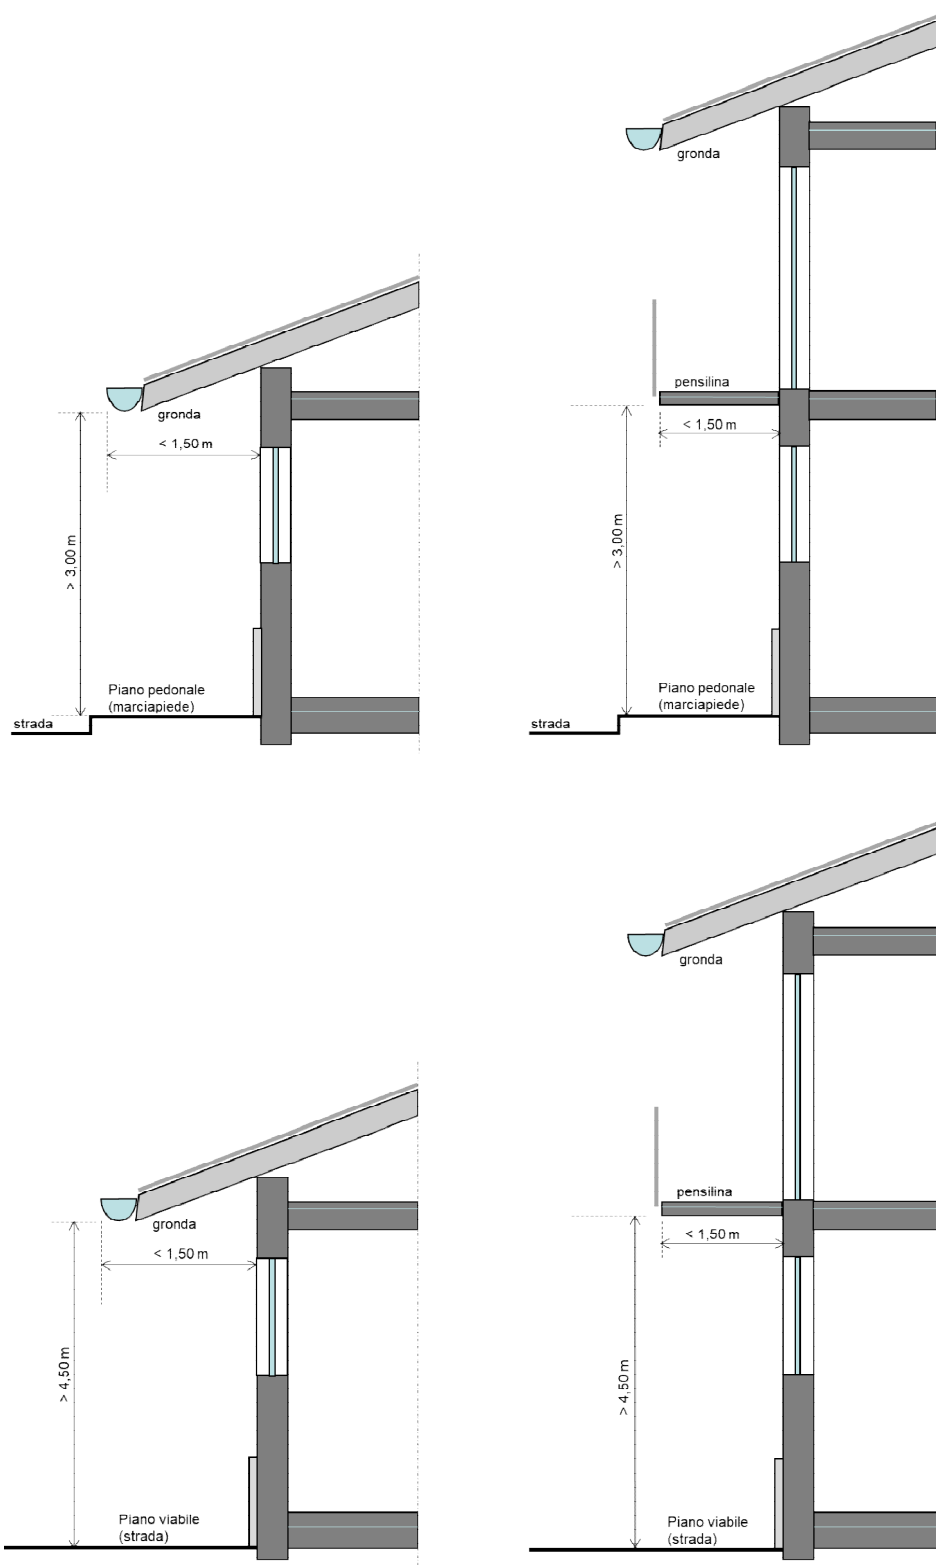 gronda
< 1,50 m
> 3,00 m
Piano pedonale
(marciapiede)
strada
gronda
pensilina
< 1,50 m
> 3,00 m
Piano pedonale
(marciapiede)
strada
gronda
< 1,50 m
> 4,50 m
Piano viabile
(strada)
gronda
pensilina
< 1,50 m
> 4,50 m
Piano viabile
(strada)